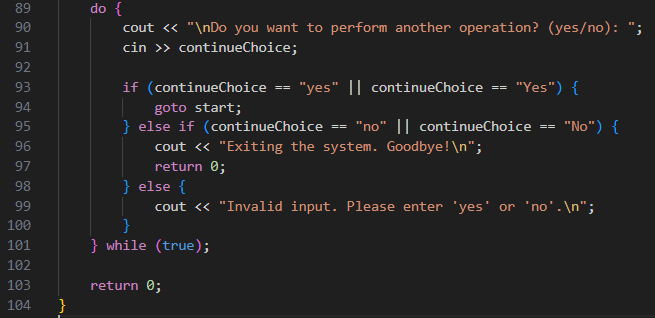 89 do {
90 cout << "\nDo you want to perform another operation? (yes/no): ";
91 cin >> continueChoice;
92
93 if (continueChoice == "yes" || continueChoice == "Yes") {
94 goto start;
95 } else if (continueChoice == "no" || continueChoice == "No") {
96 cout << "Exiting the system. Goodbye!\n";
97 return 0;
98 } else {
99 cout << "Invalid input. Please enter 'yes' or 'no'.\n";
100 }
101 } while (true);
102
103 return 0;
104 }